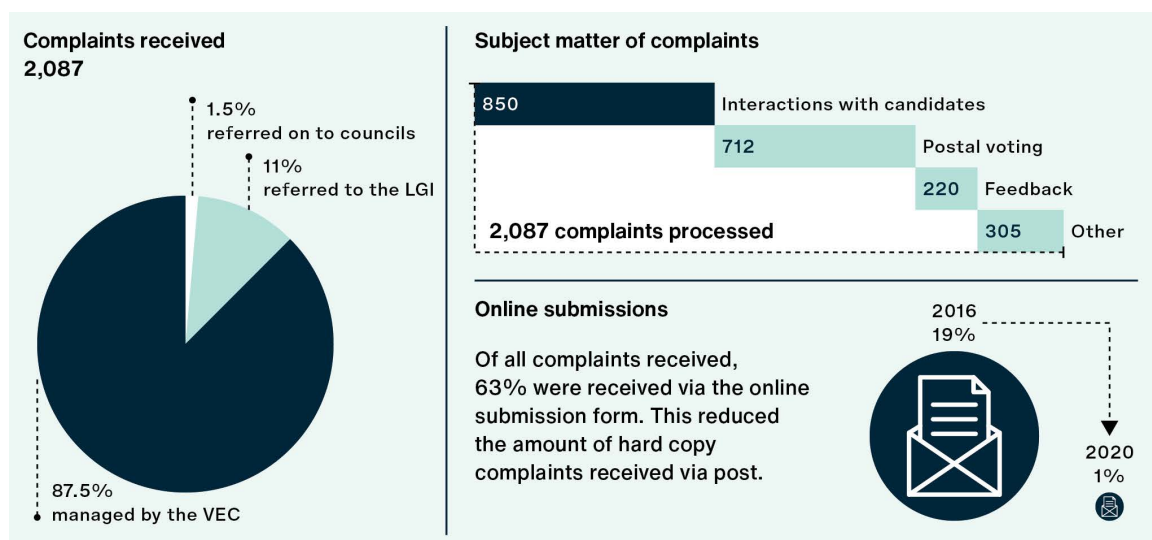 Complaints received
2,087
1.5%
referred on to councils
11%
referred to the LGI
87.5%
managed by the VEC
Subject matter of complaints
850
Interactions with candidates
712
Postal voting
220
Feedback
305
Other
2,087 complaints processed
Online submissions
Of all complaints received,
63% were received via the online
submission form. This reduced
the amount of hard copy
complaints received via post.
2016
19%
2020
1%